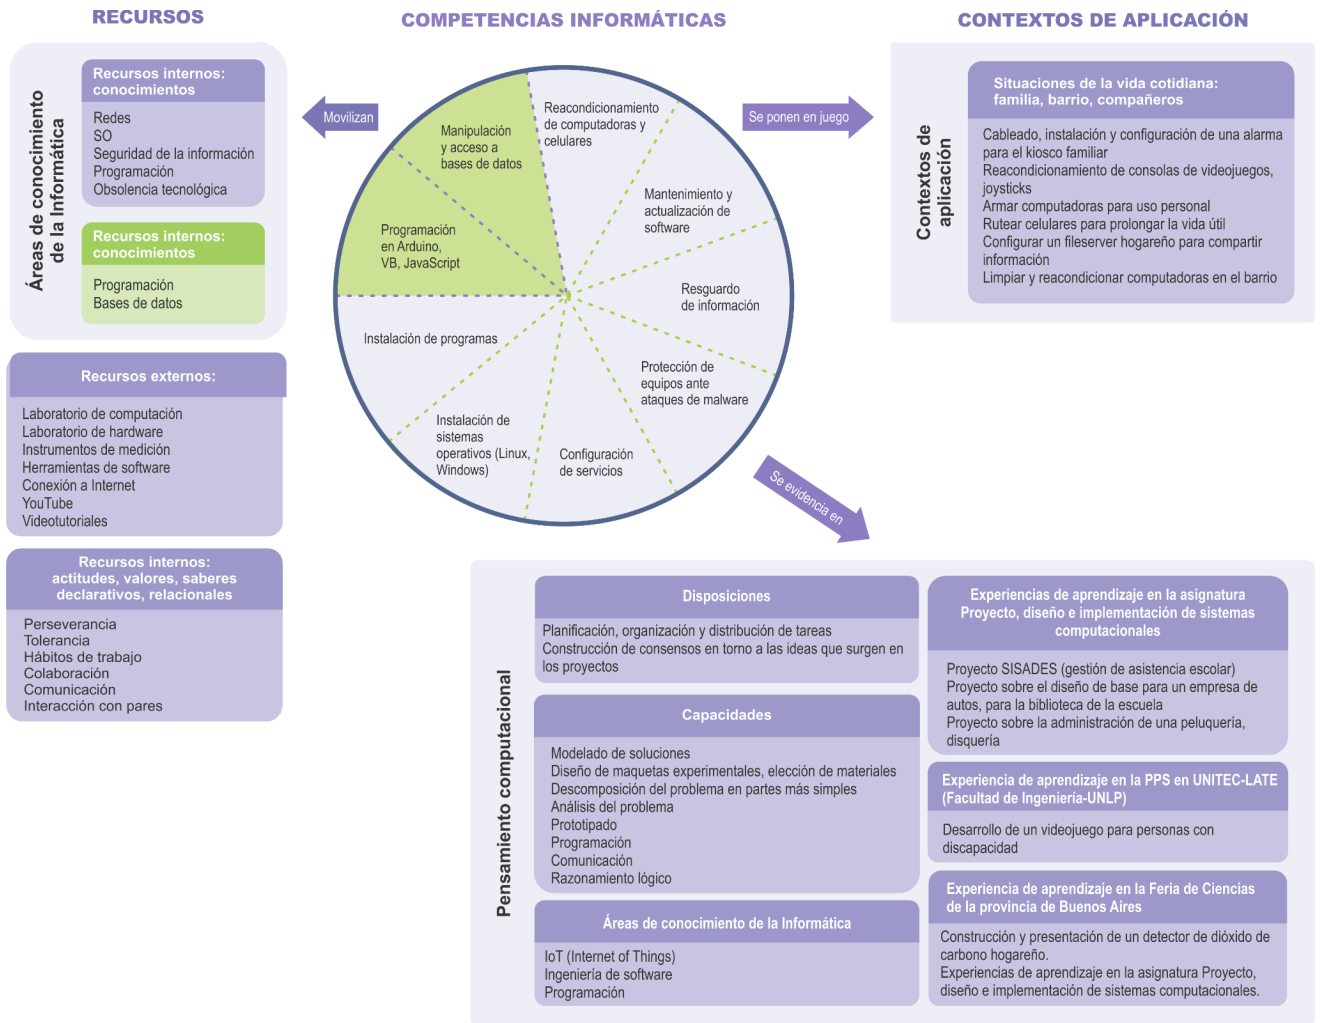 RECURSOS
Áreas de conocimiento
de la Informática
Recursos internos:
conocimientos
Redes
SO
Seguridad de la información
Programación
Obsolencia tecnológica
Recursos internos:
conocimientos
Programación
Bases de datos
Recursos externos:
Laboratorio de computación
Laboratorio de hardware
Instrumentos de medición
Herramientas de software
Conexión a Internet
YouTube
Videotutoriales
Recursos internos:
actitudes, valores, saberes
declarativos, relacionales
Perseverancia
Tolerancia
Hábitos de trabajo
Colaboración
Comunicación
Interacción con pares
COMPETENCIAS INFORMÁTICAS
Movilizan
Manipulación
y acceso a
bases de datos
Reacondicionamiento
de computadoras y
celulares
Mantenimiento y
actualización de
software
Resguardo
de información
Protección de
equipos ante
ataques de malware
Configuración
de servicios
Instalación de
sistemas
operativos (Linux,
Windows)
Instalación de programas
Programación
en Arduino,
VB, JavaScript
Se ponen en juego
Se evidencia en
CONTEXTOS DE APLICACIÓN
Contextos de
aplicación
Situaciones de la vida cotidiana:
familia, barrio, compañeros
Cableado, instalación y configuración de una alarma
para el kiosco familiar
Reacondicionamiento de consolas de videojuegos,
joysticks
Armar computadoras para uso personal
Rutear celulares para prolongar la vida útil
Configurar un fileserver hogareño para compartir
información
Limpiar y reacondicionar computadoras en el barrio
Pensamiento computacional
Disposiciones
Planificación, organización y distribución de tareas
Construcción de consensos en torno a las ideas que surgen en
los proyectos
Capacidades
Modelado de soluciones
Diseño de maquetas experimentales, elección de materiales
Descomposición del problema en partes más simples
Análisis del problema
Prototipado
Programación
Comunicación
Razonamiento lógico
Áreas de conocimiento de la Informática
IoT (Internet of Things)
Ingeniería de software
Programación
Experiencias de aprendizaje en la asignatura
Proyecto, diseño e implementación de sistemas
computacionales
Proyecto SISADES (gestión de asistencia escolar)
Proyecto sobre el diseño de base para un empresa de
autos, para la biblioteca de la escuela
Proyecto sobre la administración de una peluquería,
disquería
Experiencia de aprendizaje en la PPS en UNITEC-LATE
(Facultad de Ingeniería-UNLP)
Desarrollo de un videojuego para personas con
discapacidad
Experiencia de aprendizaje en la Feria de Ciencias
de la provincia de Buenos Aires
Construcción y presentación de un detector de dióxido de
carbono hogareño.
Experiencias de aprendizaje en la asignatura Proyecto,
diseño e implementación de sistemas computacionales.